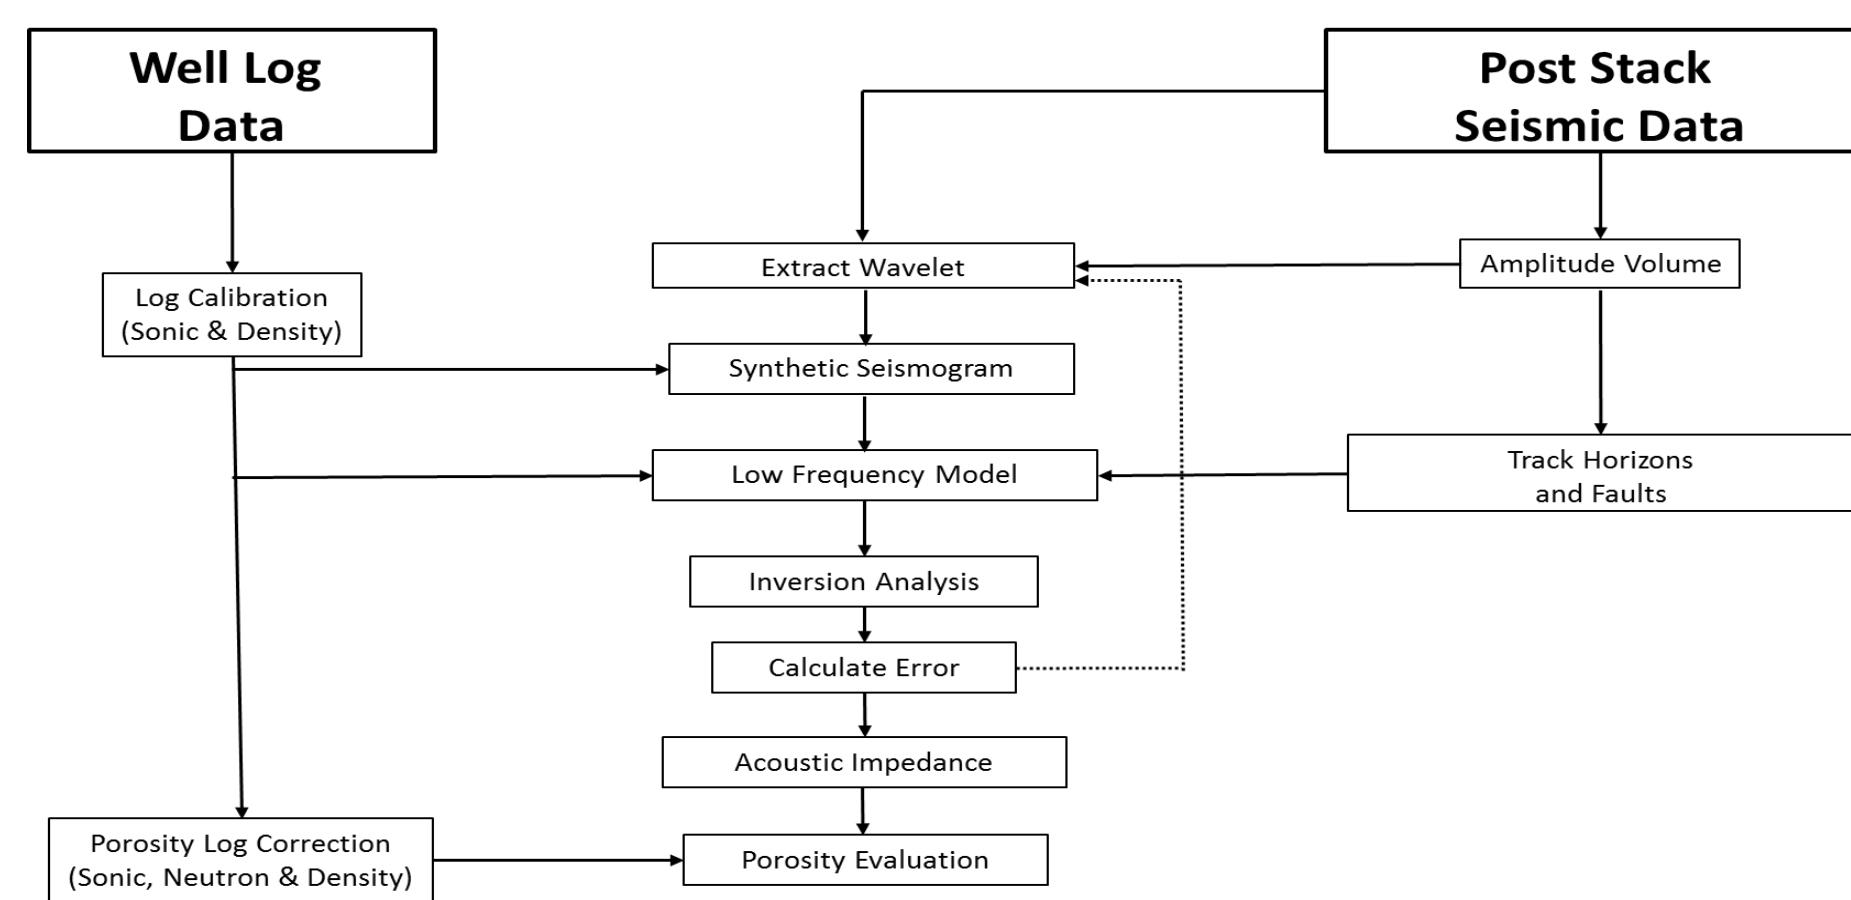 Well Log
Data
Post Stack
Seismic Data
Extract Wavelet
Amplitude Volume
Log Calibration
(Sonic & Density)
Synthetic Seismogram
Low Frequency Model
Track Horizons
and Faults
Inversion Analysis
Calculate Error
Acoustic Impedance
Porosity Log Correction
(Sonic, Neutron & Density)
Porosity Evaluation